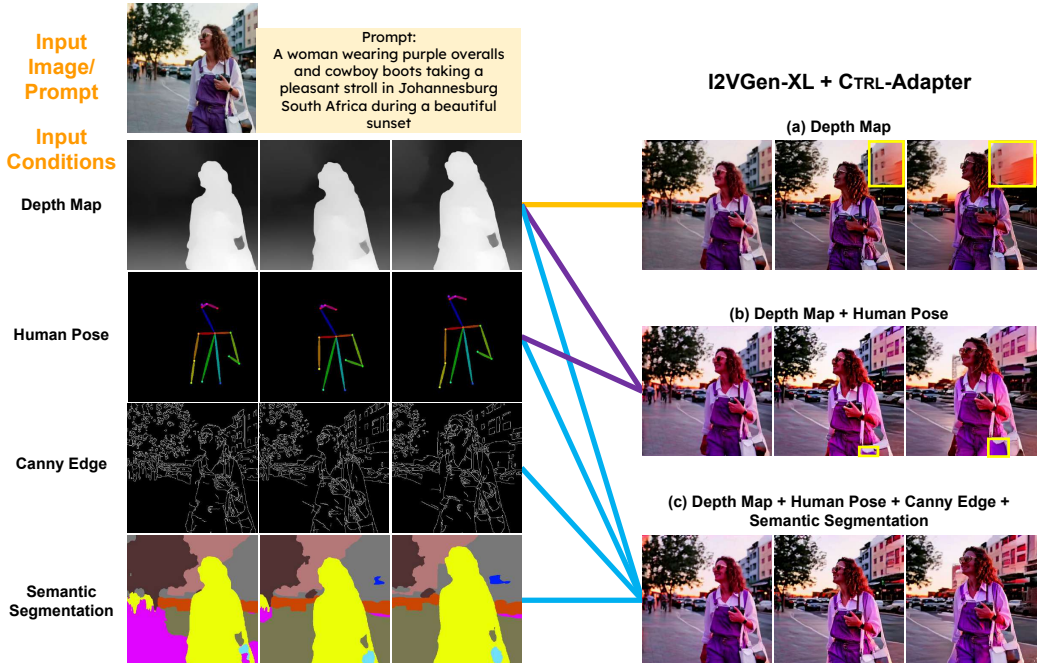 Input
Image/
Prompt
Prompt:
A woman wearing purple overalls
and cowboy boots taking a
pleasant stroll in Johannesburg
South Africa during a beautiful
sunset
Input
Conditions
Depth Map
Human Pose
Canny Edge
Semantic
Segmentation
I2VGen-XL + CTRL-Adapter
(a) Depth Map
(b) Depth Map + Human Pose
(c) Depth Map + Human Pose + Canny Edge +
Semantic Segmentation